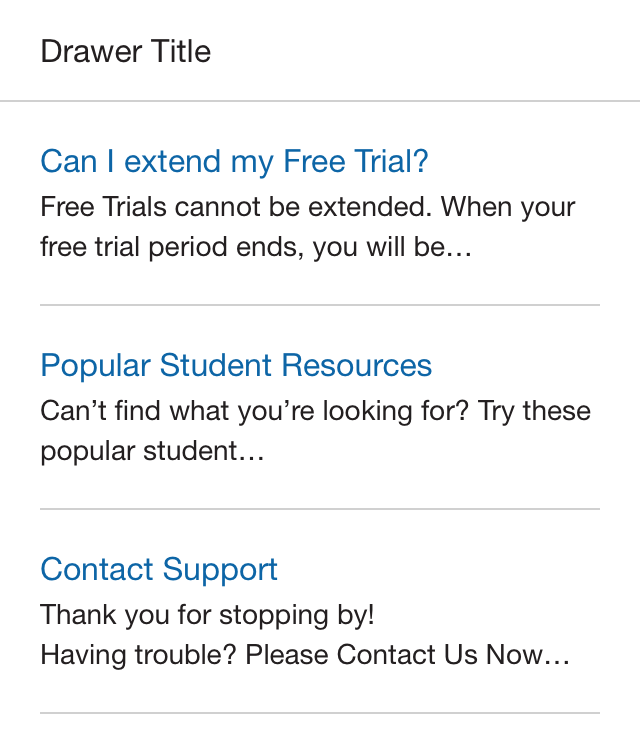 Drawer Title
Can I extend my Free Trial?
Free Trials cannot be extended. When your
free trial period ends, you will be…
Popular Student Resources
Can’t find what you’re looking for? Try these
popular student…
Contact Support
Thank you for stopping by!
Having trouble? Please Contact Us Now…